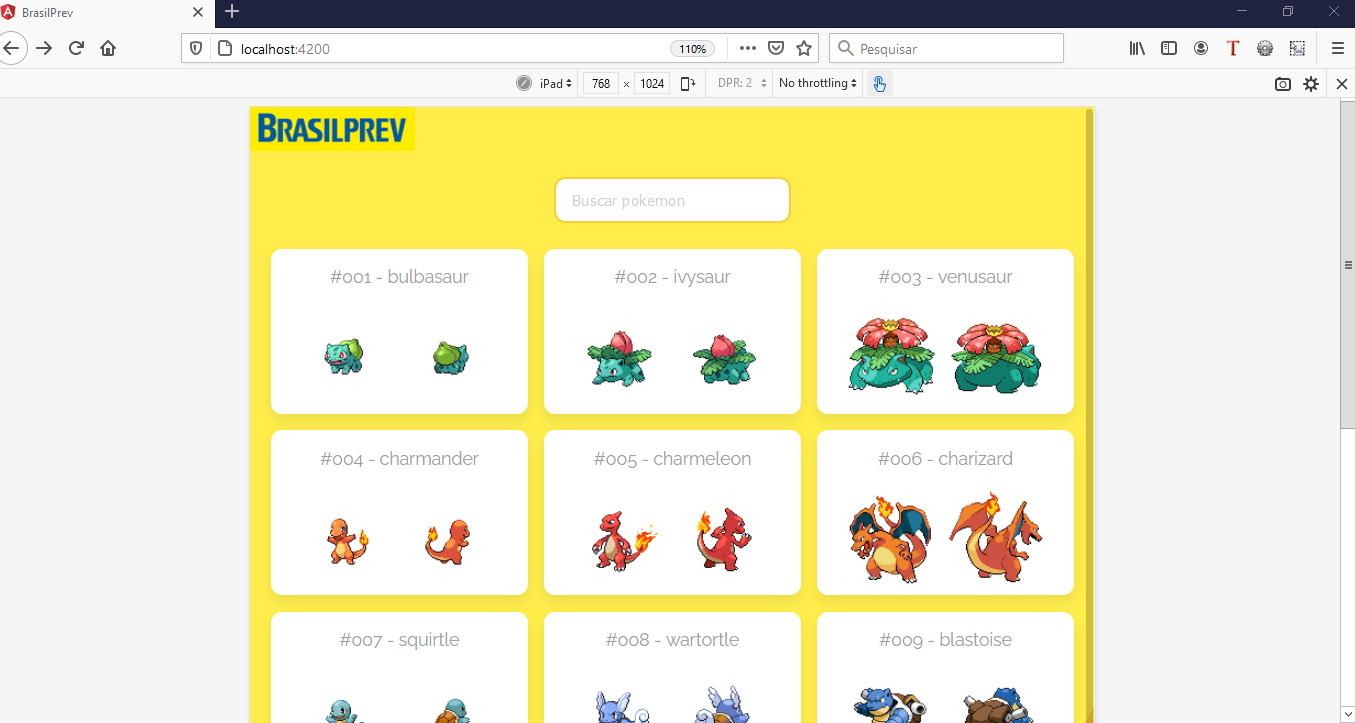 BrasilPrev
localhost:4200
110%
Pesquisar
iPad
768 × 1024
DPR: 2
No throttling
BRASILPREV
Buscar pokemon
#001 - bulbasaur
#002 - ivysaur
#003 - venusaur
#004 - charmander
#005 - charmeleon
#006 - charizard
#007 - squirtle
#008 - wartortle
#009 - blastoise